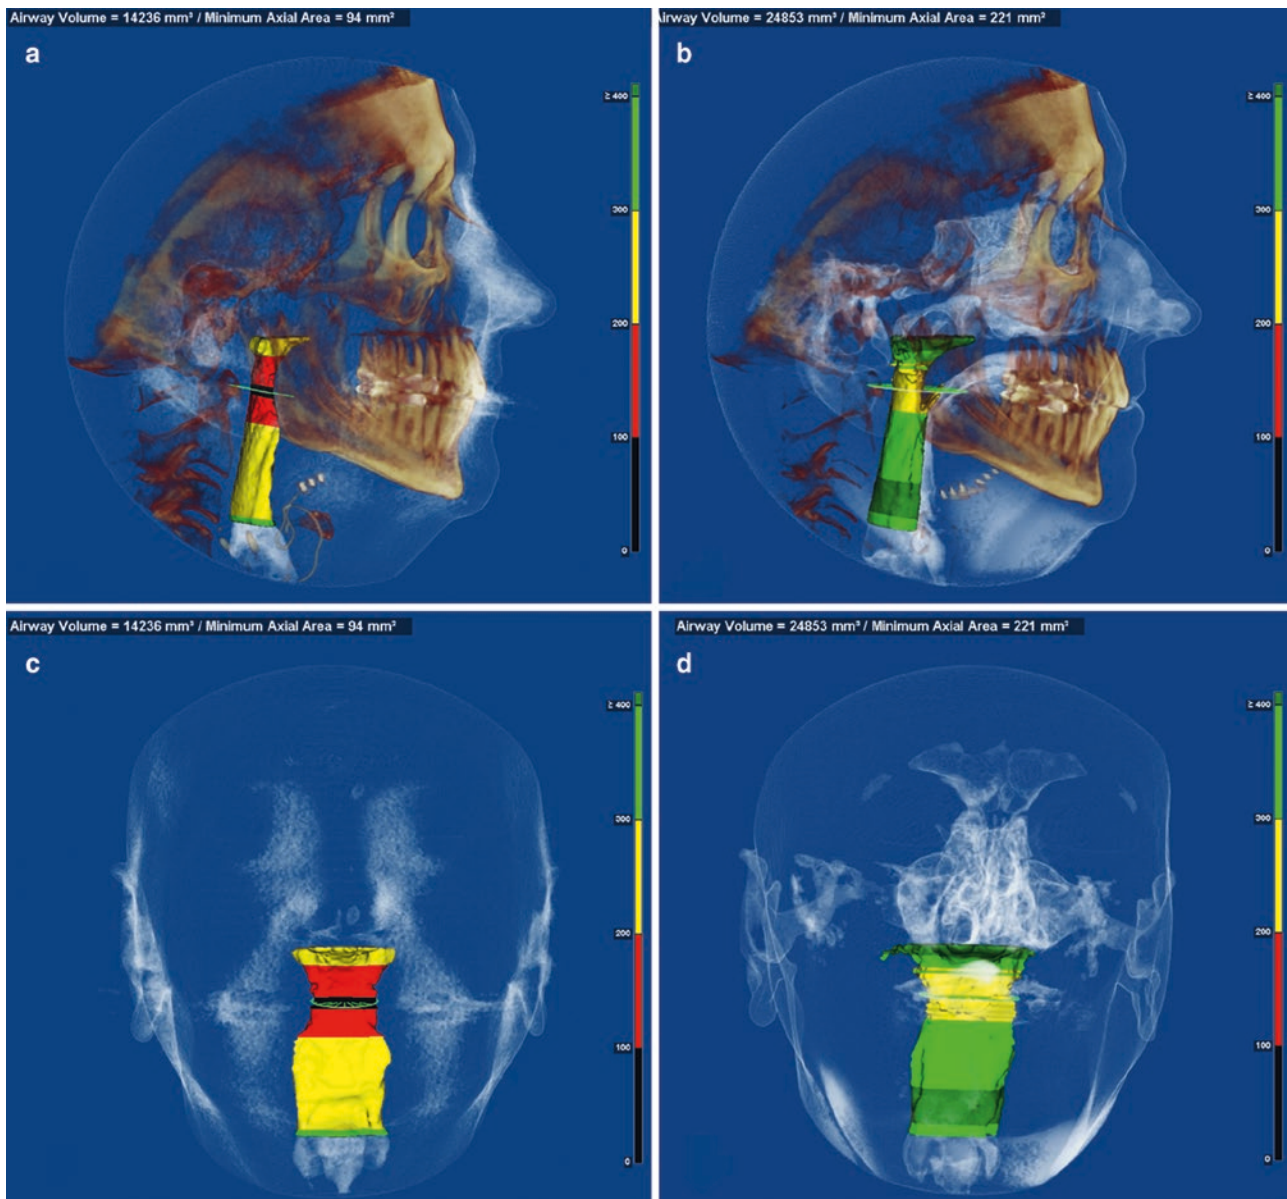 Airway Volume = 14236 mm³ / Minimum Axial Area = 94 mm²
a
≥ 400
300
200
100
0
Airway Volume = 24853 mm³ / Minimum Axial Area = 221 mm²
b
≥ 400
300
200
100
0
Airway Volume = 14236 mm³ / Minimum Axial Area = 94 mm²
c
≥ 400
300
200
100
0
Airway Volume = 24853 mm³ / Minimum Axial Area = 221 mm²
d
≥ 400
300
200
100
0